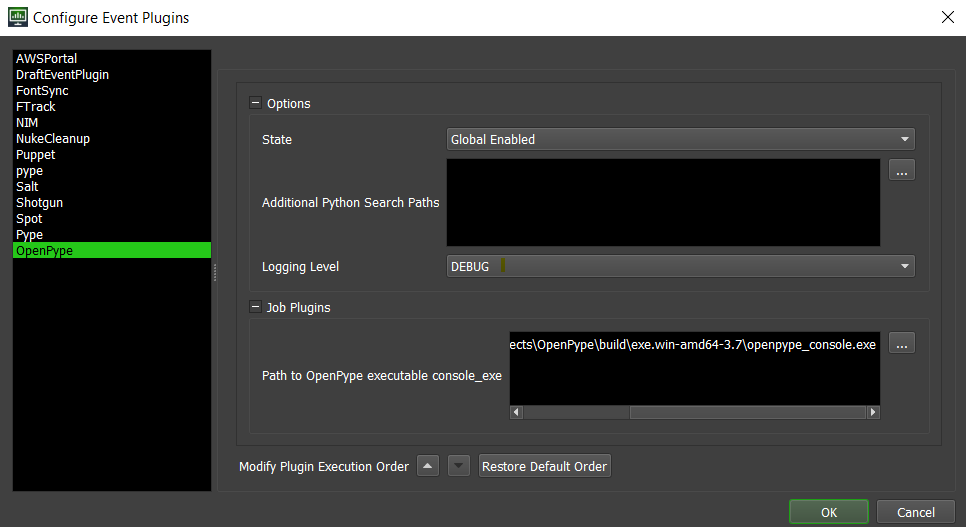 Configure Event Plugins
AWSPortal
DraftEventPlugin
FontSync
FTrack
NIM
NukeCleanup
Puppet
pype
Salt
Shotgun
Spot
Pype
OpenPype
Options
State
Global Enabled
Additional Python Search Paths
...
Logging Level
DEBUG
Job Plugins
Path to OpenPype executable console_exe
ects\OpenPype\build\exe.win-amd64-3.7\openpype_console.exe
...
Modify Plugin Execution Order
Restore Default Order
OK
Cancel